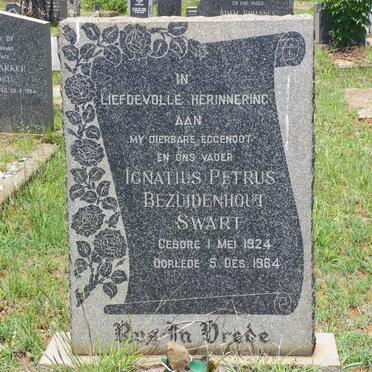 IN
LIEFDEVOLLE HERINNERING
AAN
MY DIERBARE EGGENOOT
EN ONS VADER
IGNATIUS PETRUS
BEZUIDENHOUT
SWART
GEBORE 1 MEI 1924
OORLEDE 5 DES. 1964
Rus In Vrede